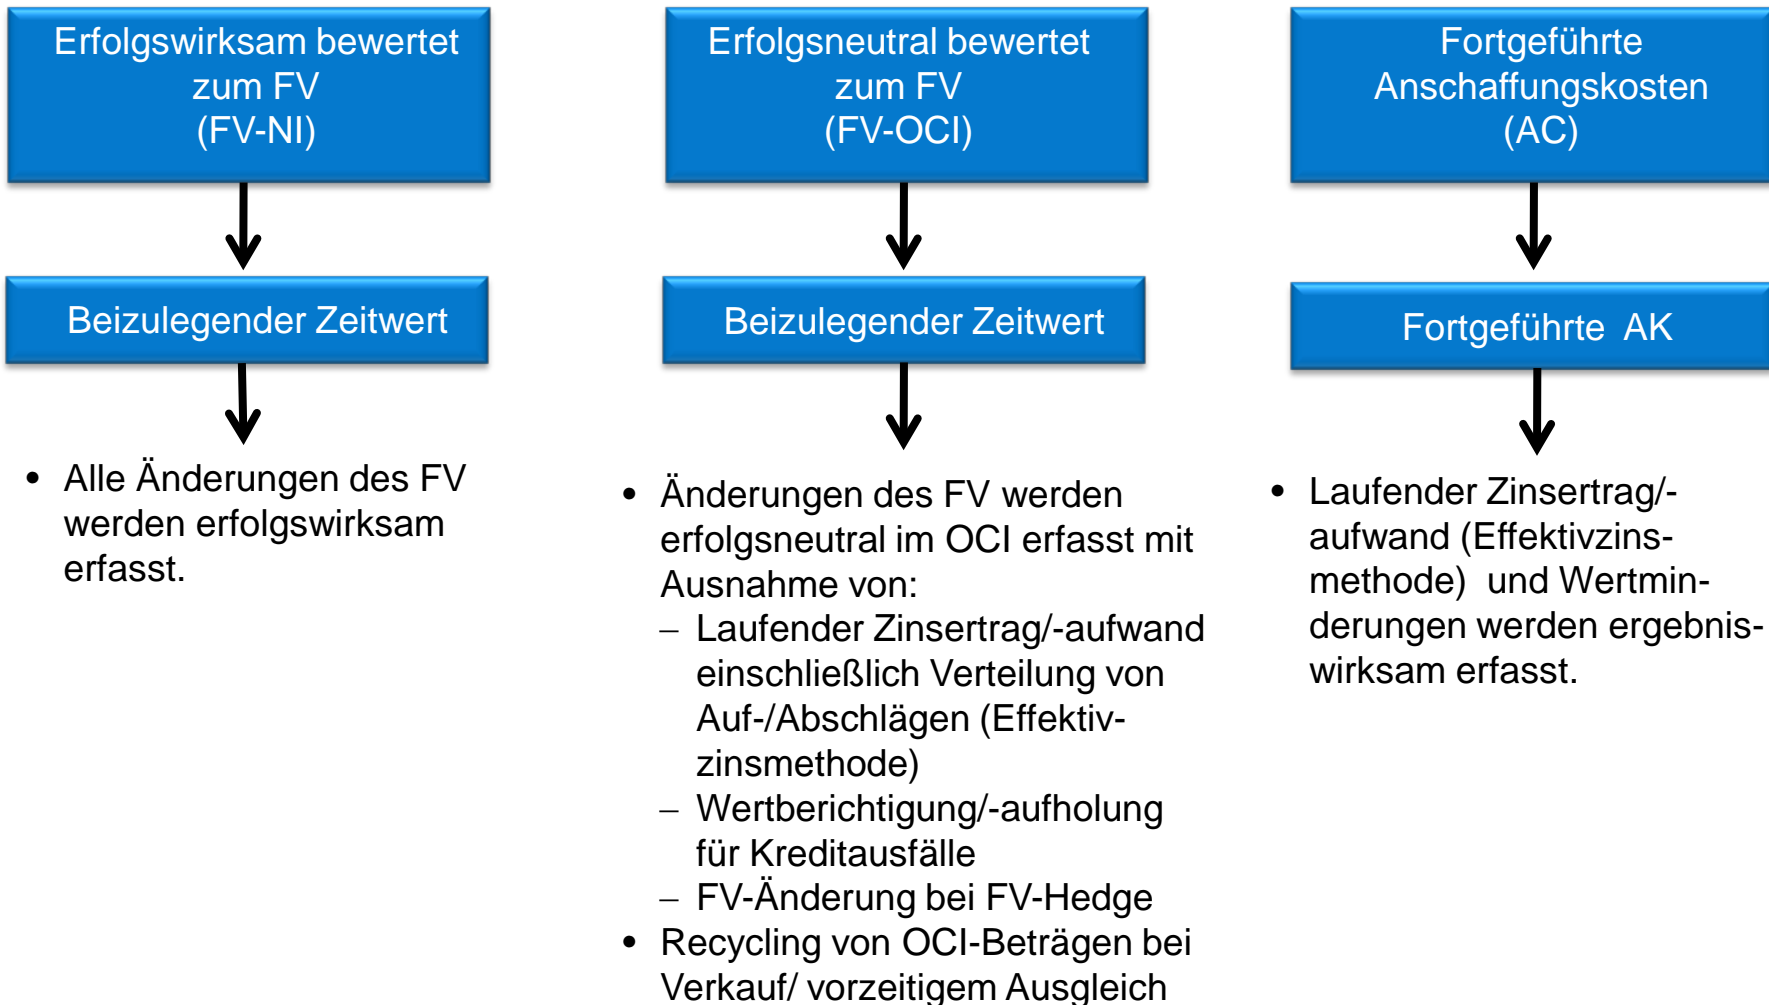 Erfolgswirksam bewertet
zum FV
(FV-NI)
Beizulegender Zeitwert
• Alle Änderungen des FV
werden erfolgswirksam
erfasst.
Erfolgsneutral bewertet
zum FV
(FV-OCI)
Beizulegender Zeitwert
• Änderungen des FV werden
erfolgsneutral im OCI erfasst mit
Ausnahme von:
– Laufender Zinsertrag/-aufwand
einschließlich Verteilung von
Auf-/Abschlägen (Effektiv-
zinsmethode)
– Wertberichtigung/-aufholung
für Kreditausfälle
– FV-Änderung bei FV-Hedge
• Recycling von OCI-Beträgen bei
Verkauf/ vorzeitigem Ausgleich
Fortgeführte
Anschaffungskosten
(AC)
Fortgeführte AK
• Laufender Zinsertrag/-
aufwand (Effektivzins-
methode) und Wertmin-
derungen werden ergebnis-
wirksam erfasst.